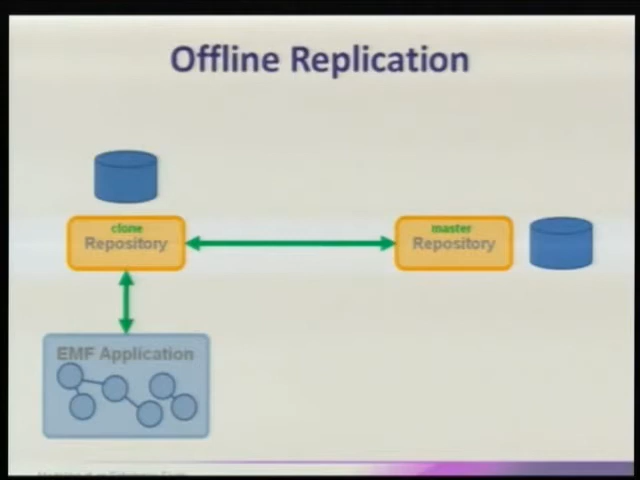 Offline Replication
clone
Repository
master
Repository
EMF Application